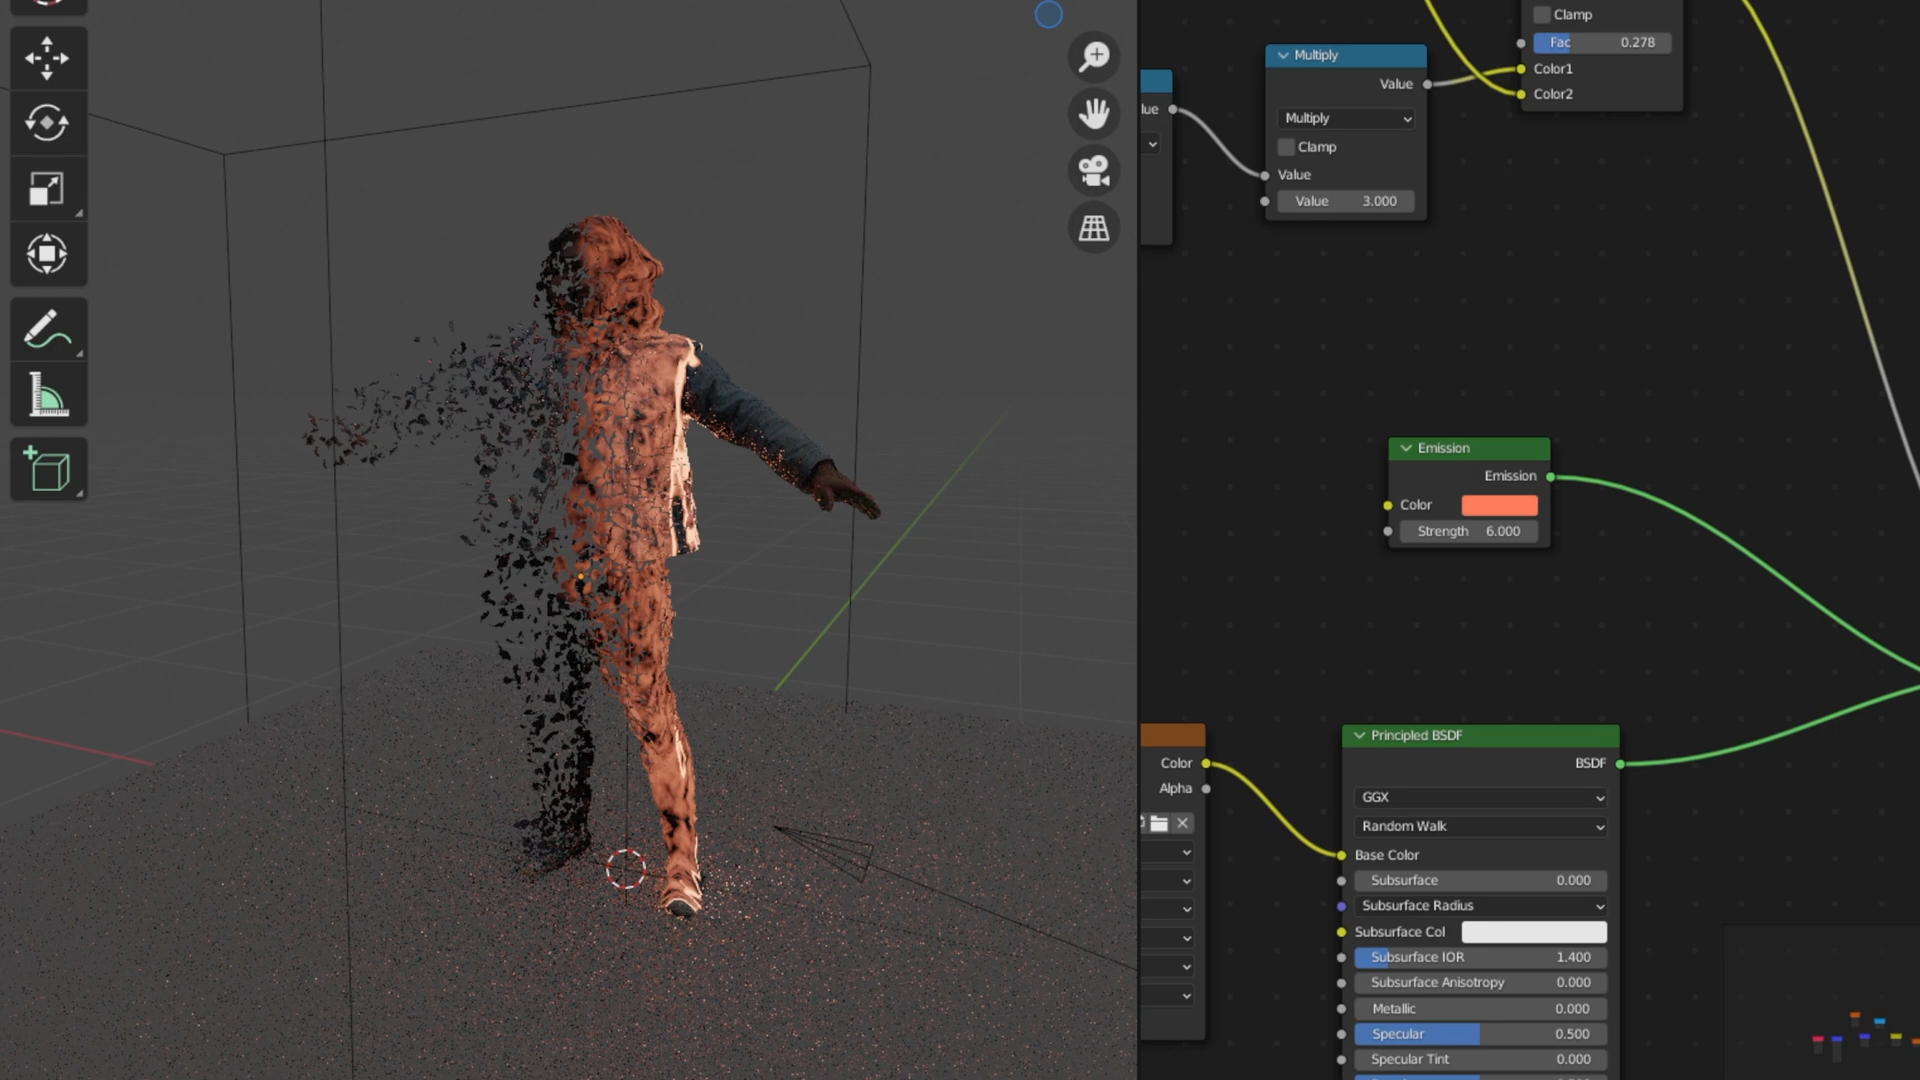 Clamp
Fac 0.278
Color1
Color2
Multiply
Value
Multiply
Clamp
Value
Value 3.000
lue
Emission
Emission
Color
Strength 6.000
Color
Alpha
Principled BSDF
BSDF
GGX
Random Walk
Base Color
Subsurface 0.000
Subsurface Radius
Subsurface Col
Subsurface IOR 1.400
Subsurface Anisotropy 0.000
Metallic 0.000
Specular 0.500
Specular Tint 0.000